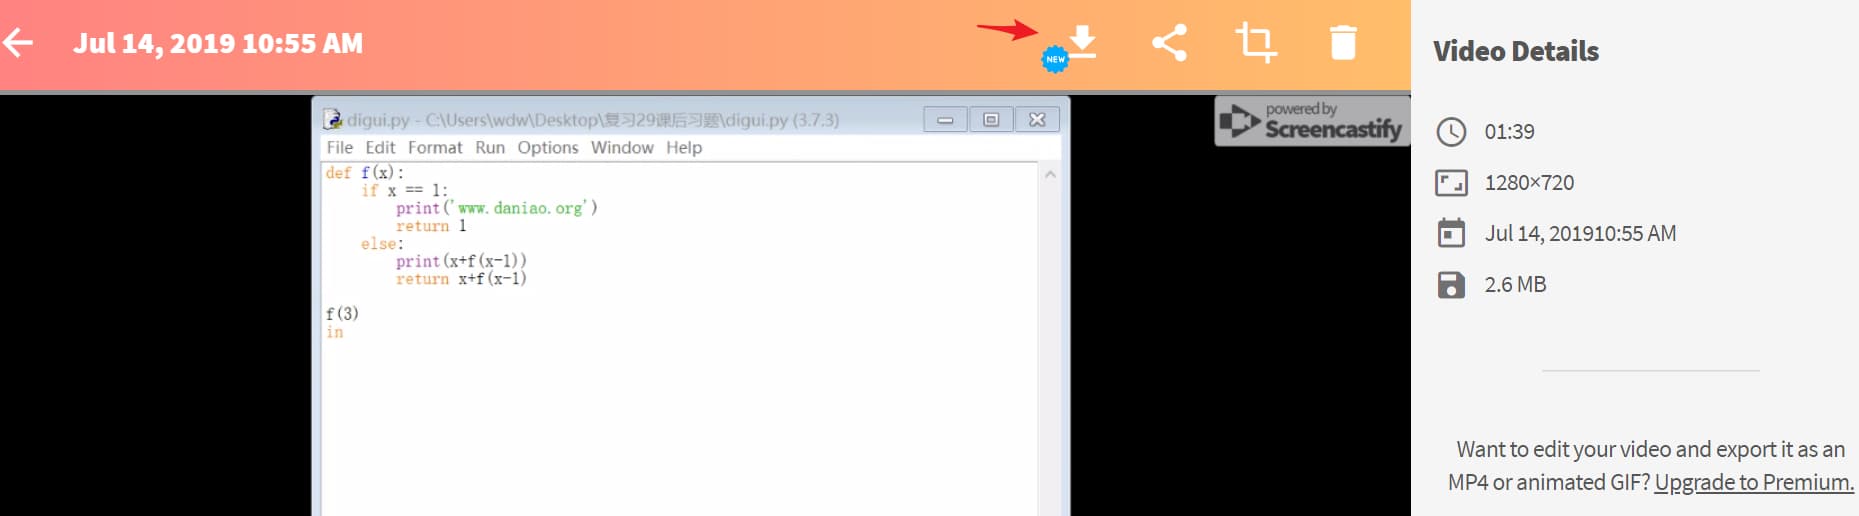 Jul 14, 2019 10:55 AM
NEW
digui.py - C:\Users\wdw\Desktop\复习29课后习题\digui.py (3.7.3)
File Edit Format Run Options Window Help
def f(x):
    if x == 1:
        print('www.daniao.org')
        return 1
    else:
        print(x+f(x-1))
        return x+f(x-1)
f(3)
in
powered by
Screencastify
Video Details
01:39
1280×720
Jul 14, 201910:55 AM
2.6 MB
Want to edit your video and export it as an
MP4 or animated GIF? Upgrade to Premium.